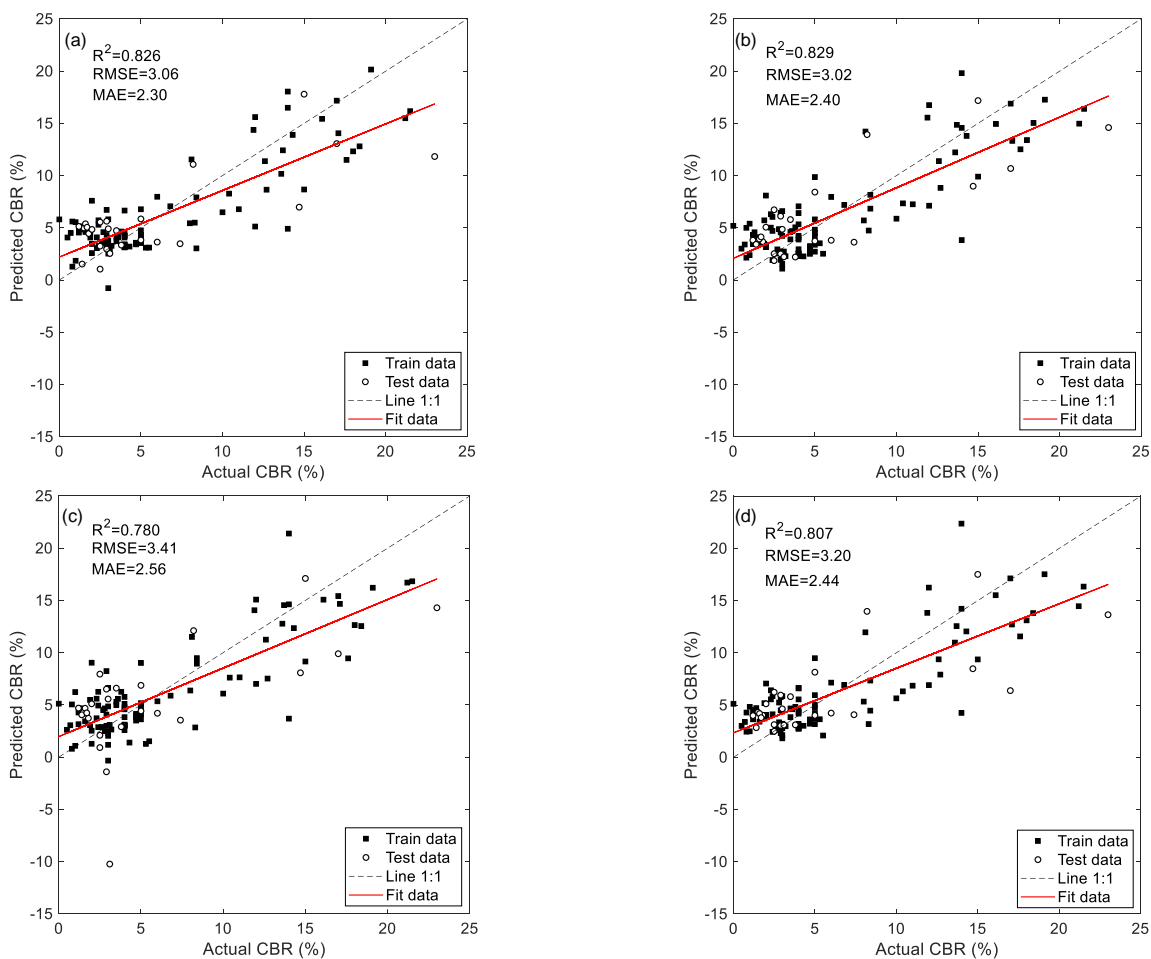 (a)
R²=0.826
RMSE=3.06
MAE=2.30
25
20
15
10
5
0
-5
-10
-15
Predicted CBR (%)
0 5 10 15 20 25
Actual CBR (%)
Train data
Test data
Line 1:1
Fit data
(b)
R²=0.829
RMSE=3.02
MAE=2.40
25
20
15
10
5
0
-5
-10
-15
Predicted CBR (%)
0 5 10 15 20 25
Actual CBR (%)
Train data
Test data
Line 1:1
Fit data
(c)
R²=0.780
RMSE=3.41
MAE=2.56
25
20
15
10
5
0
-5
-10
-15
Predicted CBR (%)
0 5 10 15 20 25
Actual CBR (%)
Train data
Test data
Line 1:1
Fit data
(d)
R²=0.807
RMSE=3.20
MAE=2.44
25
20
15
10
5
0
-5
-10
-15
Predicted CBR (%)
0 5 10 15 20 25
Actual CBR (%)
Train data
Test data
Line 1:1
Fit data